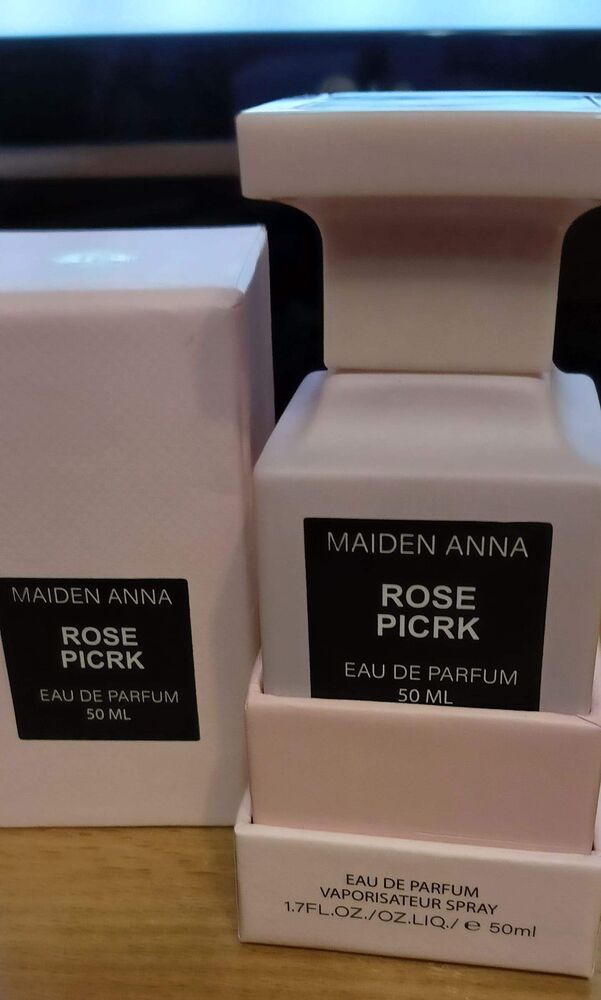 MAIDEN ANNA
ROSE
PICRK
EAU DE PARFUM
50 ML
MAIDEN ANNA
ROSE
PICRK
EAU DE PARFUM
50 ML
EAU DE PARFUM
VAPORISATEUR SPRAY
1.7FL.OZ./OZ.LIQ./ ℮ 50ml